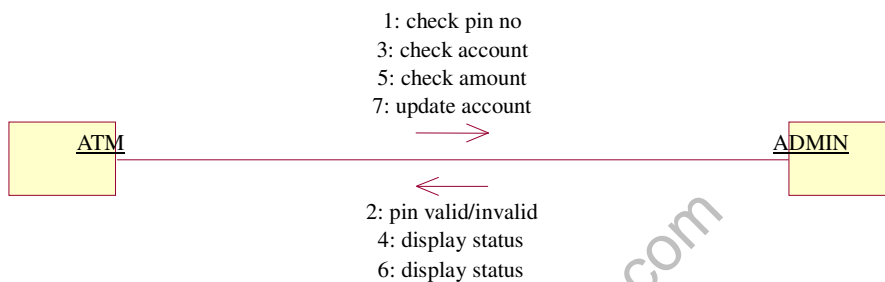 1: check pin no
3: check account
5: check amount
7: update account
ATM
ADMIN
2: pin valid/invalid
4: display status
6: display status
.com